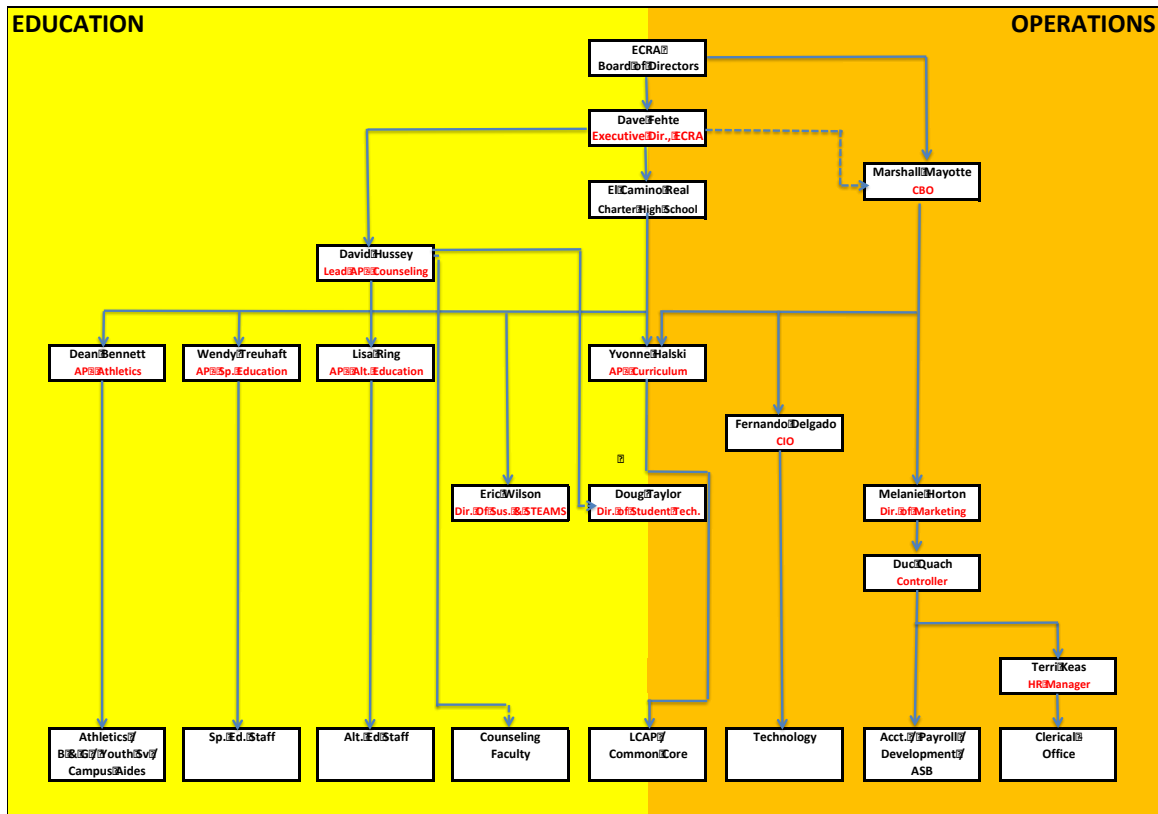 EDUCATION
OPERATIONS
ECRA
Board of Directors
Dave Fehte
Executive Dir., ECRA
Marshall Mayotte
CBO
El Camino Real
Charter High School
David Hussey
Lead AP - Counseling
Dean Bennett
AP Athletics
Wendy Treuhaft
AP Sp. Education
Lisa Ring
AP Alt. Education
Yvonne Halski
AP Curriculum
Fernando Delgado
CIO
Eric Wilson
Dir. Of Sus. & STEAMS
Doug Taylor
Dir. of Student Tech.
Melanie Horton
Dir. of Marketing
Duc Quach
Controller
Terri Keas
HR Manager
Athletics /
B & G / Youth Sv /
Campus Aides
Sp. Ed. Staff
Alt. Ed Staff
Counseling
Faculty
LCAP /
Common Core
Technology
Acct. / Payroll /
Development /
ASB
Clerical -
Office